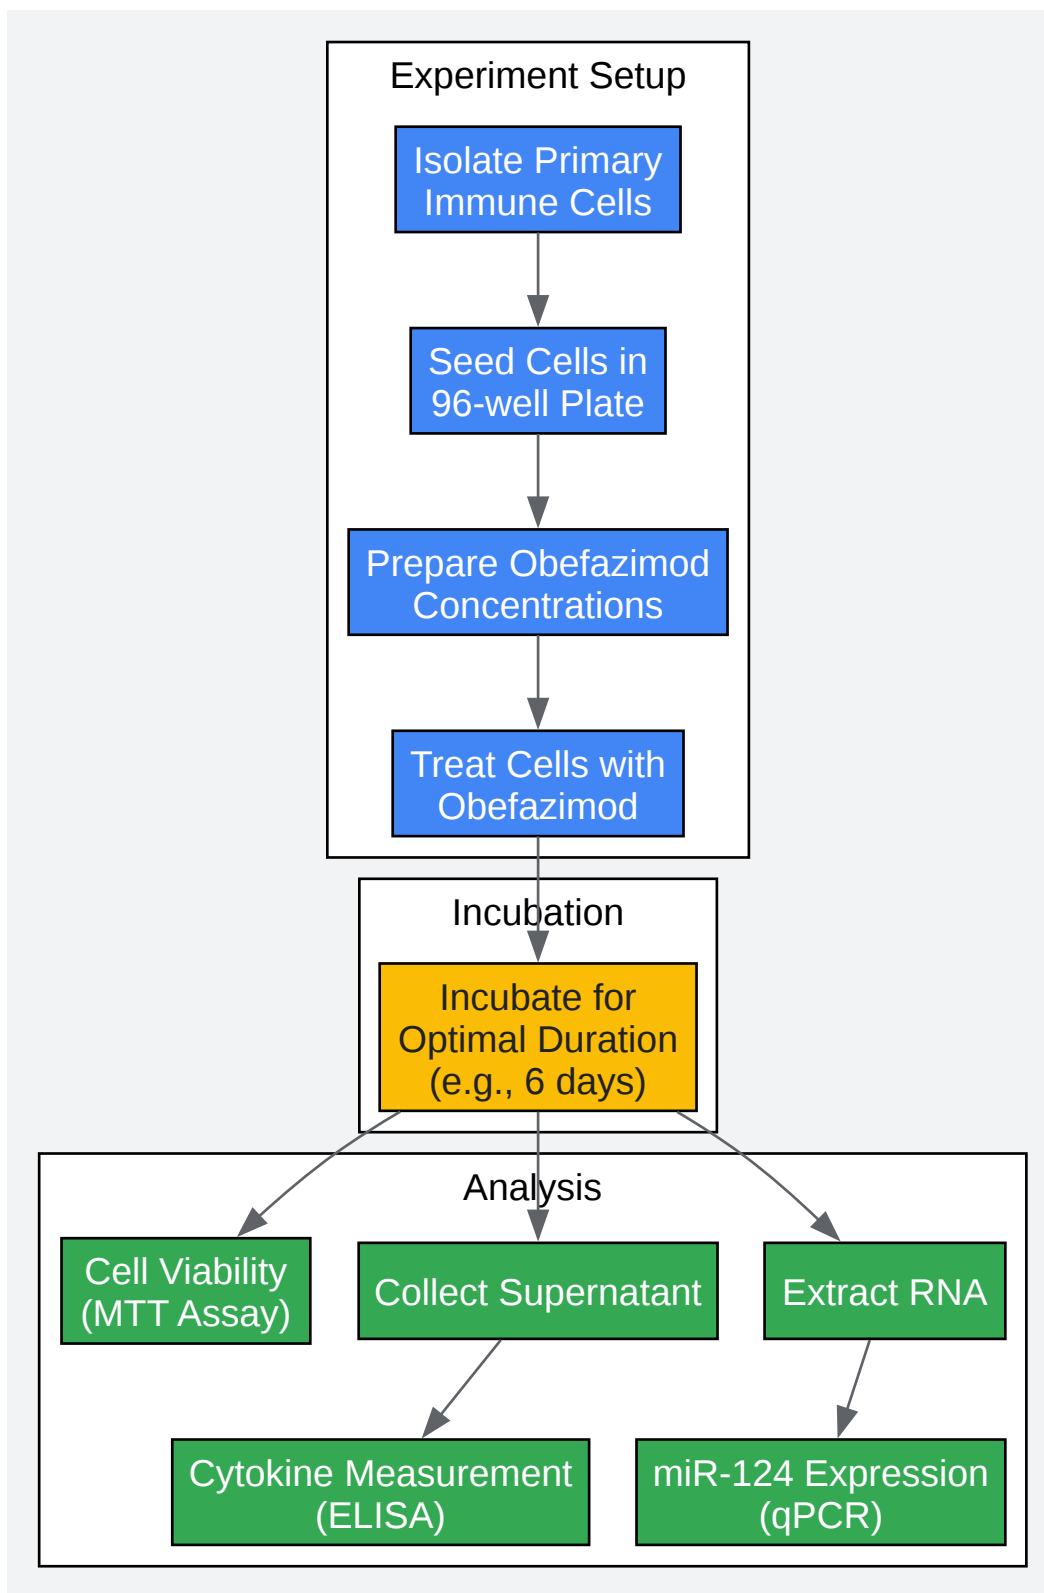 Experiment Setup
Isolate Primary
Immune Cells
Seed Cells in
96-well Plate
Prepare Obefazimod
Concentrations
Treat Cells with
Obefazimod
Incubation
Incubate for
Optimal Duration
(e.g., 6 days)
Analysis
Cell Viability
(MTT Assay)
Collect Supernatant
Extract RNA
Cytokine Measurement
(ELISA)
miR-124 Expression
(qPCR)